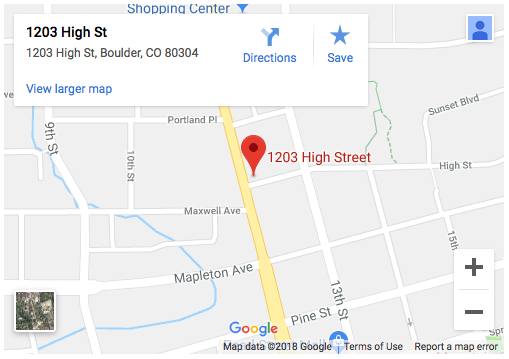 Shopping Center
1203 High St
1203 High St, Boulder, CO 80304
Directions
Save
View larger map
Sunset Blvd
Portland Pl
9th St
10th St
1203 High Street
High St
Maxwell Ave
15th
Mapleton Ave
13th St
Pine St
Google
Map data ©2018 Google
Terms of Use
Report a map error